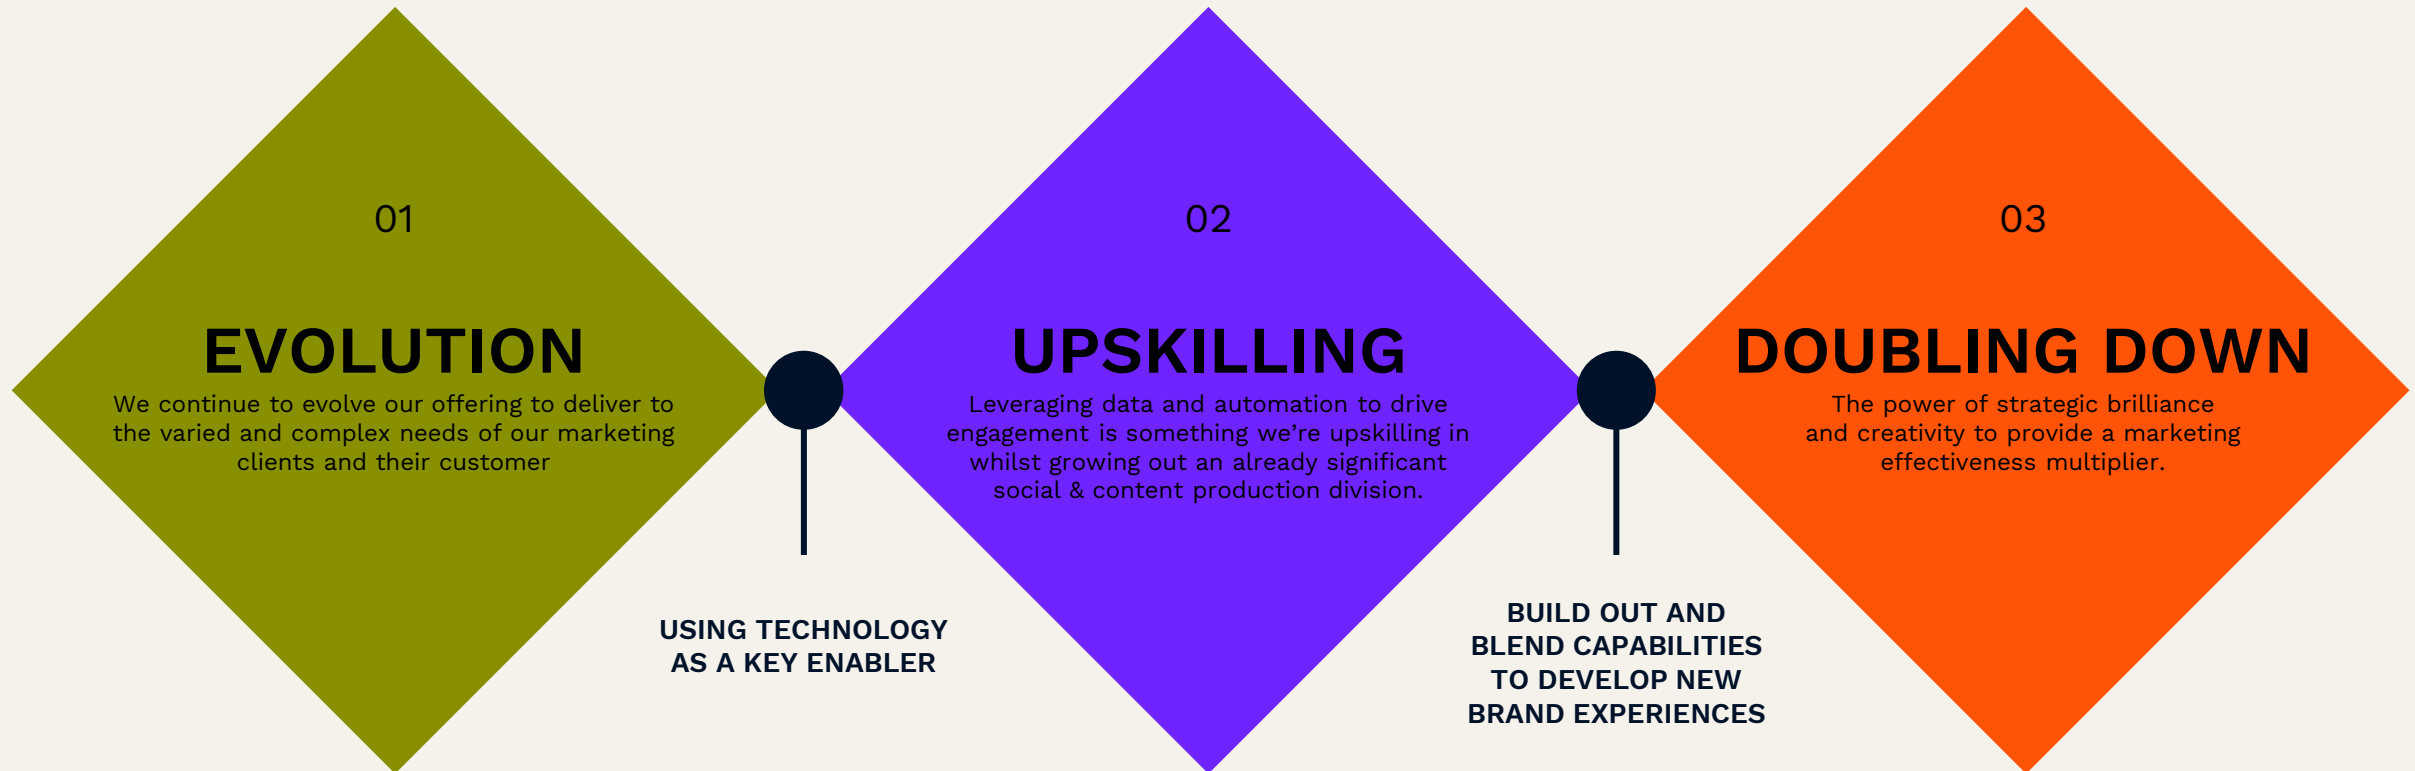 01
EVOLUTION
We continue to evolve our offering to deliver to
the varied and complex needs of our marketing
clients and their customer
USING TECHNOLOGY
AS A KEY ENABLER
02
UPSKILLING
Leveraging data and automation to drive
engagement is something we’re upskilling in
whilst growing out an already significant
social & content production division.
BUILD OUT AND
BLEND CAPABILITIES
TO DEVELOP NEW
BRAND EXPERIENCES
03
DOUBLING DOWN
The power of strategic brilliance
and creativity to provide a marketing
effectiveness multiplier.